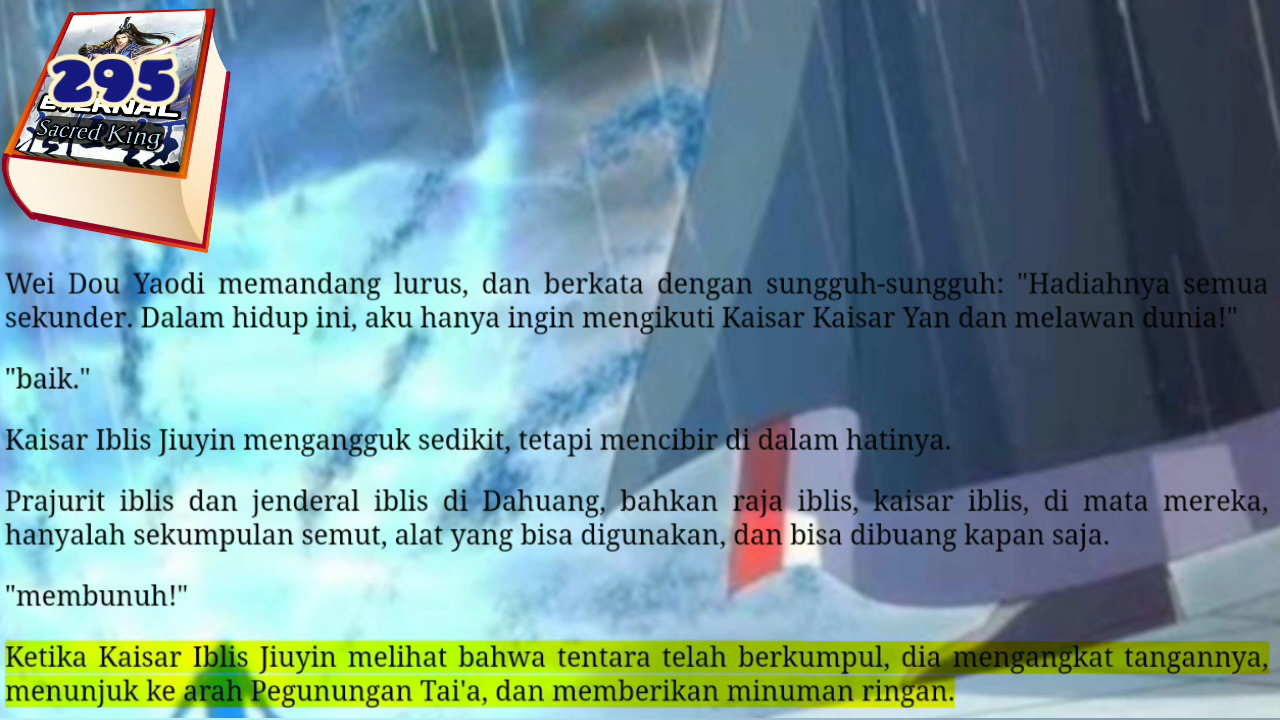 295
ETERNAL
Sacred King
Wei Dou Yaodi memandang lurus, dan berkata dengan sungguh-sungguh: "Hadiahnya semua
sekunder. Dalam hidup ini, aku hanya ingin mengikuti Kaisar Kaisar Yan dan melawan dunia!"
"baik."
Kaisar Iblis Jiuyin mengangguk sedikit, tetapi mencibir di dalam hatinya.
Prajurit iblis dan jenderal iblis di Dahuang, bahkan raja iblis, kaisar iblis, di mata mereka,
hanyalah sekumpulan semut, alat yang bisa digunakan, dan bisa dibuang kapan saja.
"membunuh!"
Ketika Kaisar Iblis Jiuyin melihat bahwa tentara telah berkumpul, dia mengangkat tangannya,
menunjuk ke arah Pegunungan Tai'a, dan memberikan minuman ringan.